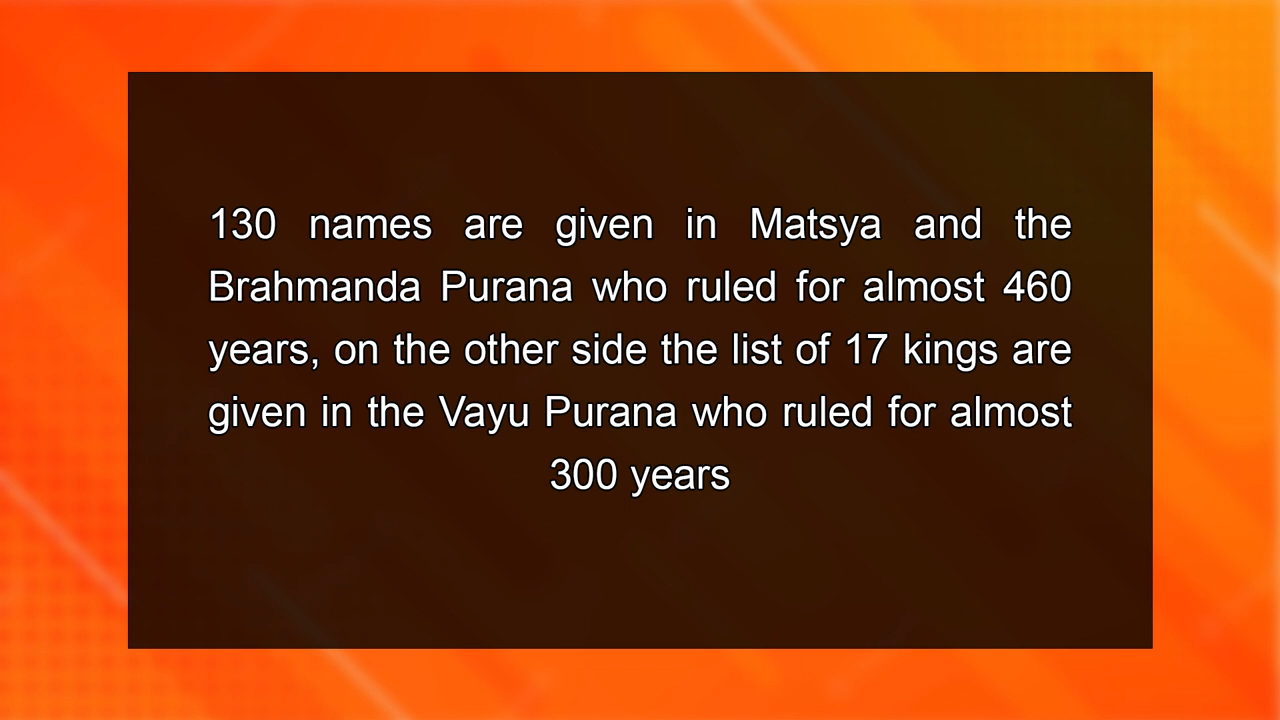 130 names are given in Matsya and the
Brahmanda Purana who ruled for almost 460
years, on the other side the list of 17 kings are
given in the Vayu Purana who ruled for almost
300 years